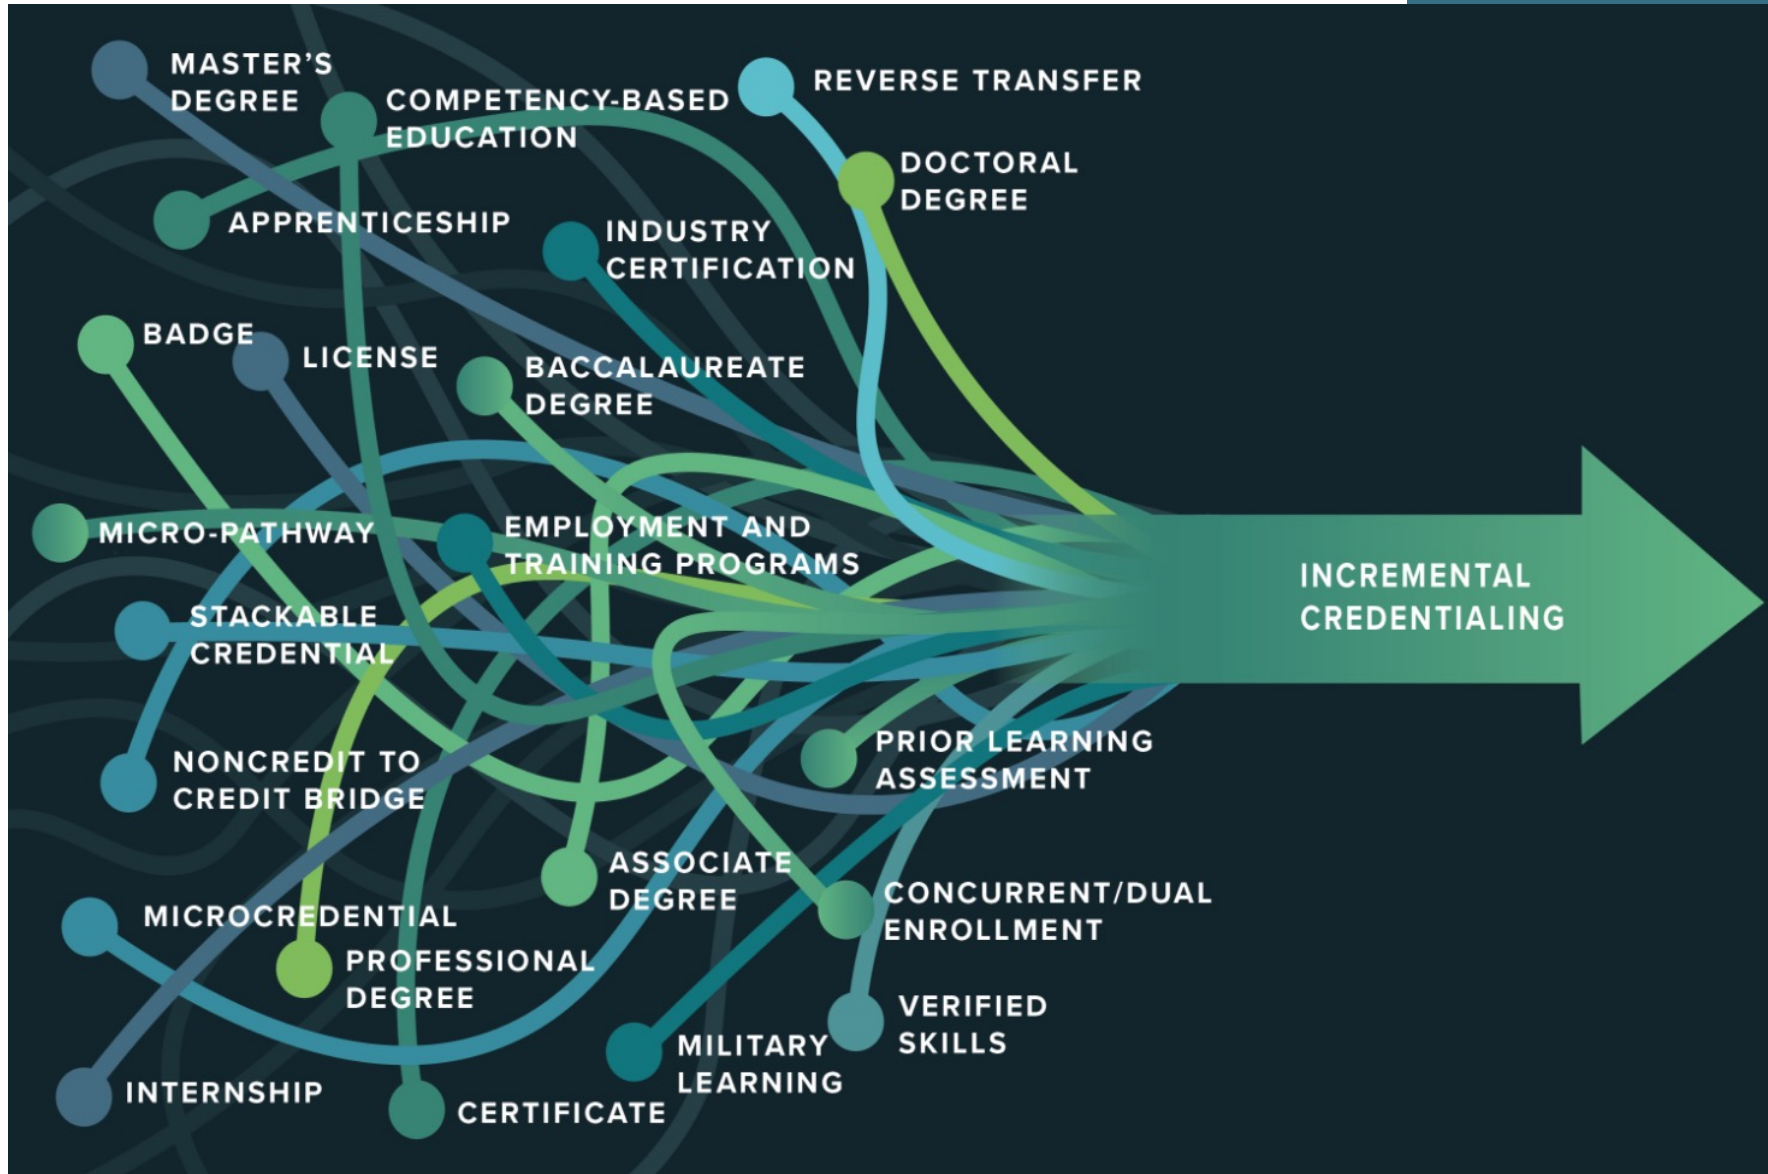 MASTER'S
DEGREE
COMPETENCY-BASED
EDUCATION
REVERSE TRANSFER
DOCTORAL
DEGREE
APPRENTICESHIP
INDUSTRY
CERTIFICATION
BADGE
LICENSE
BACCALAUREATE
DEGREE
MICRO-PATHWAY
EMPLOYMENT AND
TRAINING PROGRAMS
INCREMENTAL
CREDENTIALING
STACKABLE
CREDENTIAL
NONCREDIT TO
CREDIT BRIDGE
PRIOR LEARNING
ASSESSMENT
ASSOCIATE
DEGREE
CONCURRENT/DUAL
ENROLLMENT
MICROCREDENTIAL
PROFESSIONAL
DEGREE
VERIFIED
SKILLS
MILITARY
LEARNING
INTERNSHIP
CERTIFICATE